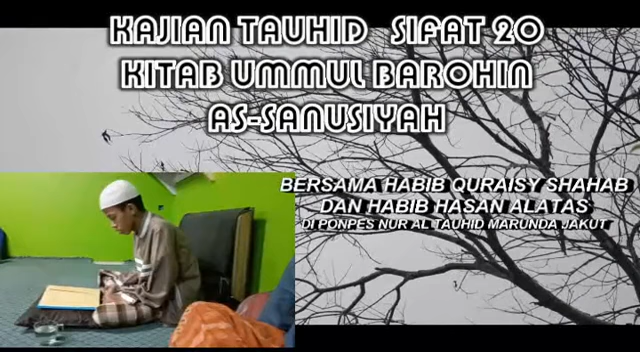 KAJIAN TAUHID SIFAT 20
KITAB UMMUL BAROHIN
AS-SANUSIYAH
BERSAMA HABIB QURAISY SHAHAB
DAN HABIB HASAN ALATAS
DI PONPES NUR AL TAUHID MARUNDA JAKUT